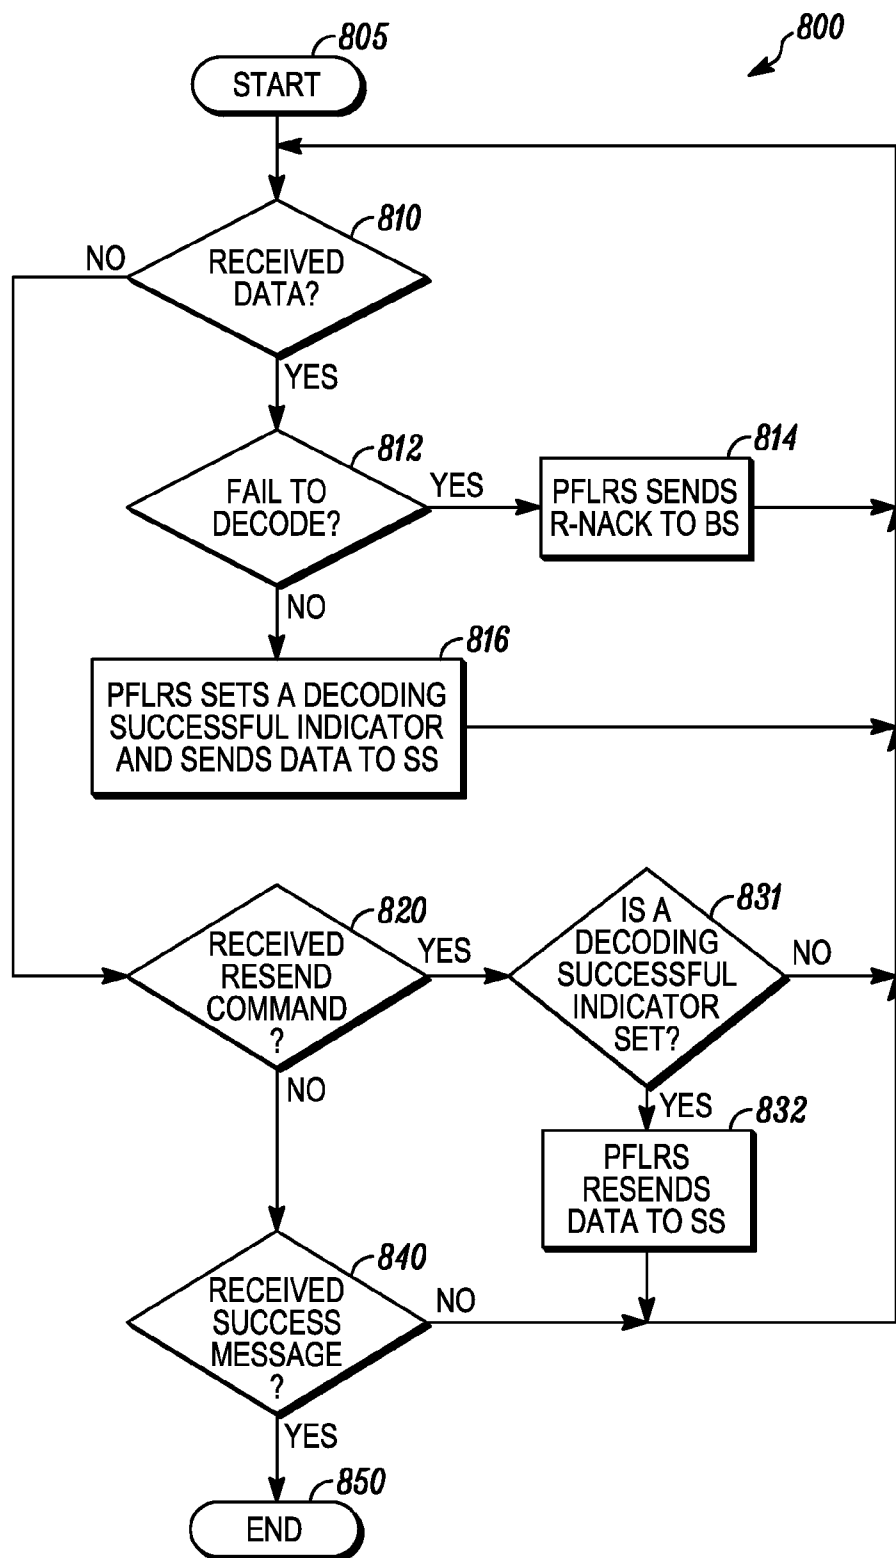 805
800
START
810
NO
RECEIVED
DATA?
YES
812
814
FAIL TO
DECODE?
YES
PFLRS SENDS
R-NACK TO BS
NO
816
PFLRS SETS A DECODING
SUCCESSFUL INDICATOR
AND SENDS DATA TO SS
820
831
RECEIVED
RESEND
COMMAND
?
YES
IS A
DECODING
SUCCESSFUL
INDICATOR
SET?
NO
NO
YES
832
PFLRS
RESENDS
DATA TO SS
840
RECEIVED
SUCCESS
MESSAGE
?
NO
YES
850
END